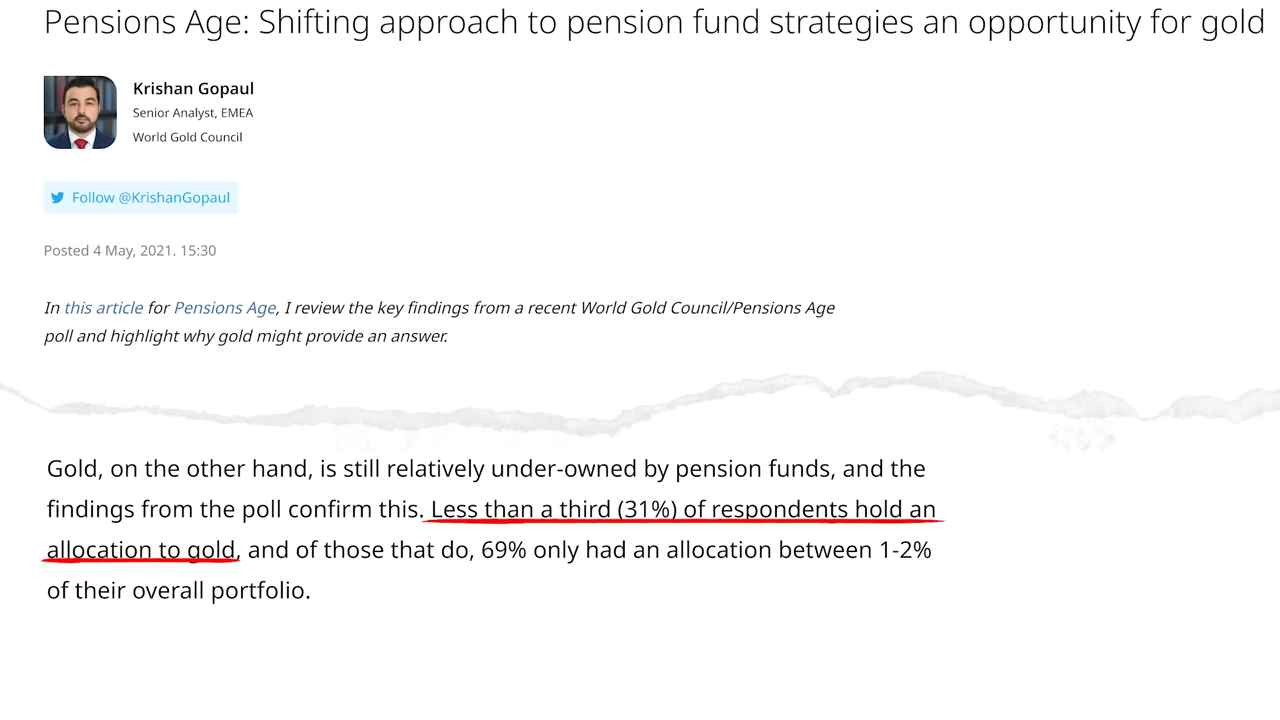 Pensions Age: Shifting approach to pension fund strategies an opportunity for gold
Krishan Gopaul
Senior Analyst, EMEA
World Gold Council
Follow @KrishanGopaul
Posted 4 May, 2021. 15:30
In this article for Pensions Age, I review the key findings from a recent World Gold Council/Pensions Age
poll and highlight why gold might provide an answer.
Gold, on the other hand, is still relatively under-owned by pension funds, and the
findings from the poll confirm this. Less than a third (31%) of respondents hold an
allocation to gold, and of those that do, 69% only had an allocation between 1-2%
of their overall portfolio.